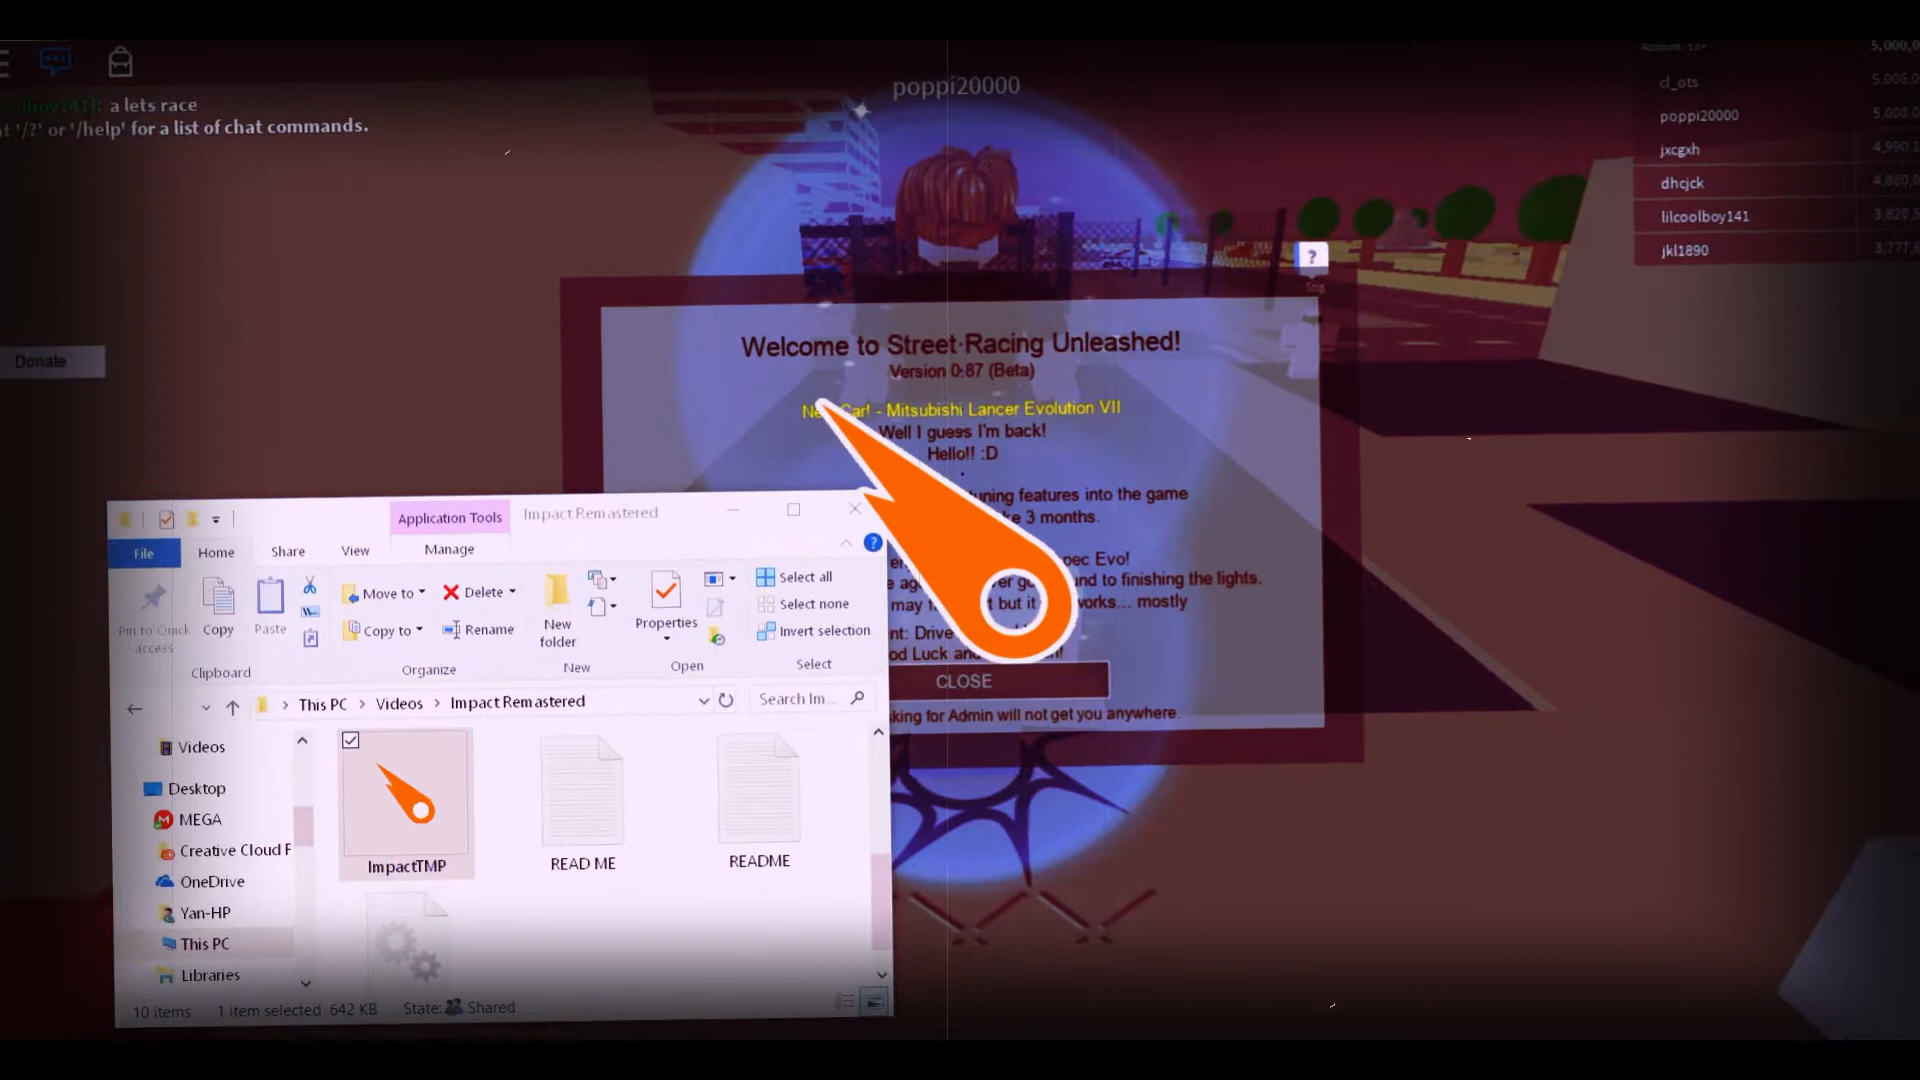 poppi20000
a lets race
'/?' or '/help' for a list of chat commands.
Account: 13+
cl_ots
poppi20000
jxcgxh
dhcjck
lilcoolboy141
jkl1890
Donate
?
Welcome to Street Racing Unleashed!
Version 0.87 (Beta)
Car! - Mitsubishi Lancer Evolution VII
Well I guess I'm back!
Hello!! :D
tuning features into the game
3 months.
Evo!
to finishing the lights.
may
but it
works... mostly
Drive
Luck and
CLOSE
for Admin will not get you anywhere.
Application Tools
Impact Remastered
File
Home
Share
View
Manage
Pin to Quick access
Copy
Paste
Move to
Copy to
Delete
Rename
New folder
Properties
Select all
Select none
Invert selection
Clipboard
Organize
New
Open
Select
This PC
Videos
Impact Remastered
Search Im...
Videos
Desktop
MEGA
Creative Cloud F
OneDrive
Yan-HP
This PC
Libraries
ImpactTMP
READ ME
README
10 items
1 item selected 642 KB
State:
Shared